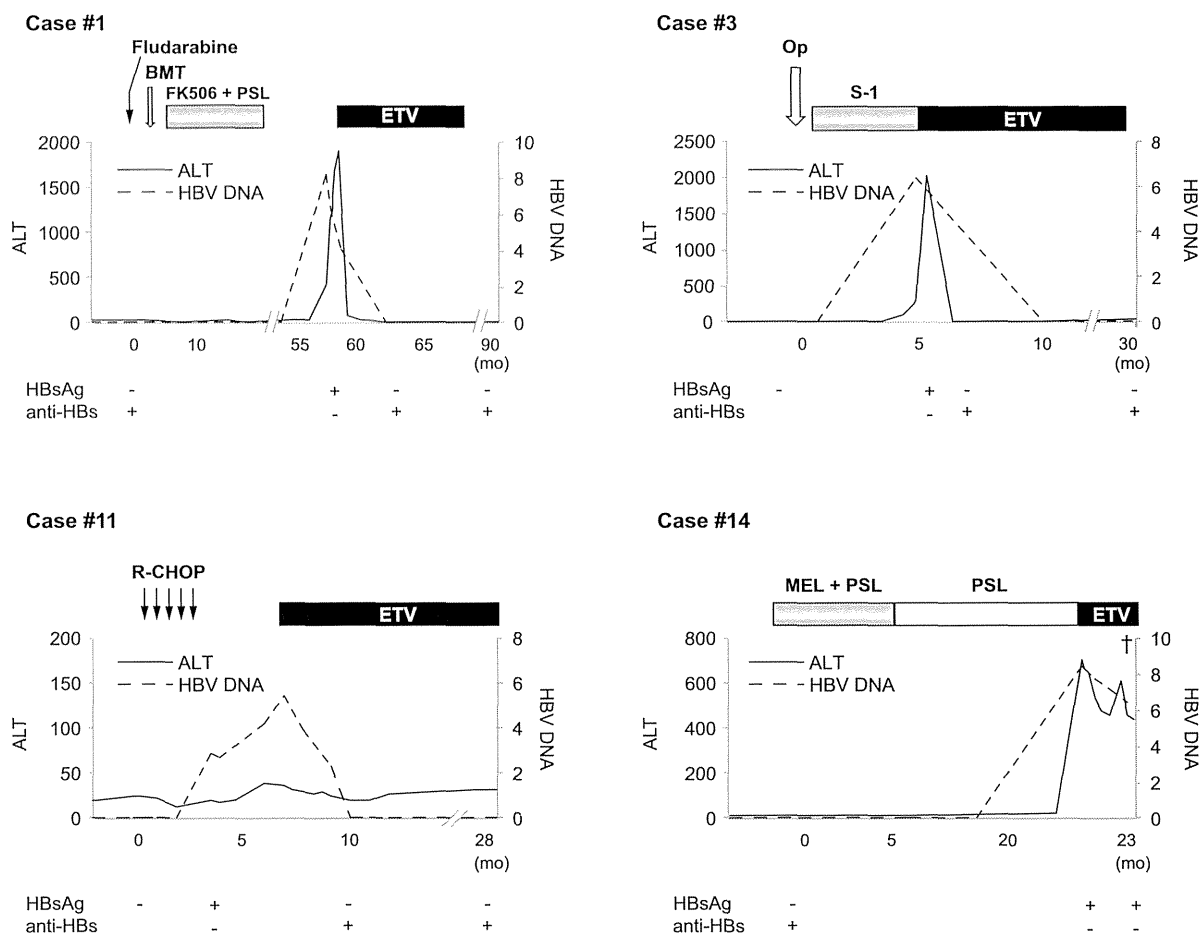 Case #1
Fludarabine
BMT
FK506 + PSL
ETV
2000
1500
1000
500
0
ALT
ALT
HBV DNA
10
8
6
4
2
0
HBV DNA
0 10 55 60 65 90
(mo)
HBsAg - + - -
anti-HBs + - + +
Case #3
Op
S-1
ETV
2500
2000
1500
1000
500
0
ALT
ALT
HBV DNA
8
6
4
2
0
HBV DNA
0 5 10 30
(mo)
HBsAg - + - -
anti-HBs - + +
Case #11
R-CHOP
ETV
200
150
100
50
0
ALT
ALT
HBV DNA
8
6
4
2
0
HBV DNA
0 5 10 28
(mo)
HBsAg - + - -
anti-HBs - + +
Case #14
MEL + PSL
PSL
ETV
800
600
400
200
0
ALT
ALT
HBV DNA
†
10
8
6
4
2
0
HBV DNA
0 5 20 23
(mo)
HBsAg - + +
anti-HBs + - -